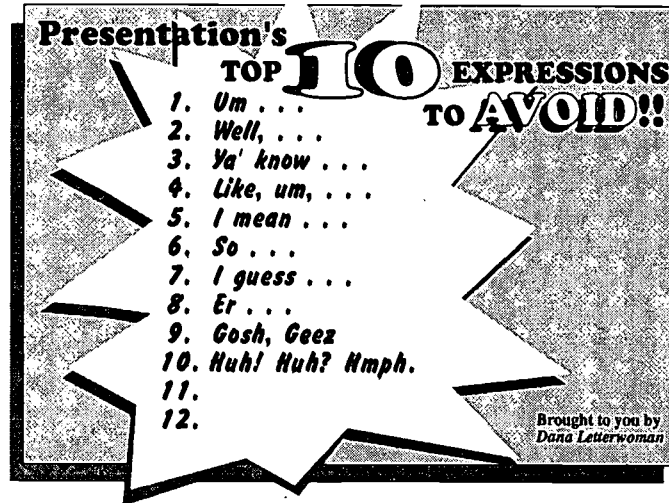 Presentation's
TOP 10 EXPRESSIONS
TO AVOID!!
1. Um . . .
2. Well, . . .
3. Ya' know . . .
4. Like, um, . . .
5. I mean . . .
6. So . . .
7. I guess . . .
8. Er . . .
9. Gosh, Geez
10. Huh! Huh? Hmph.
11.
12.
Brought to you by
Dana Letterwoman